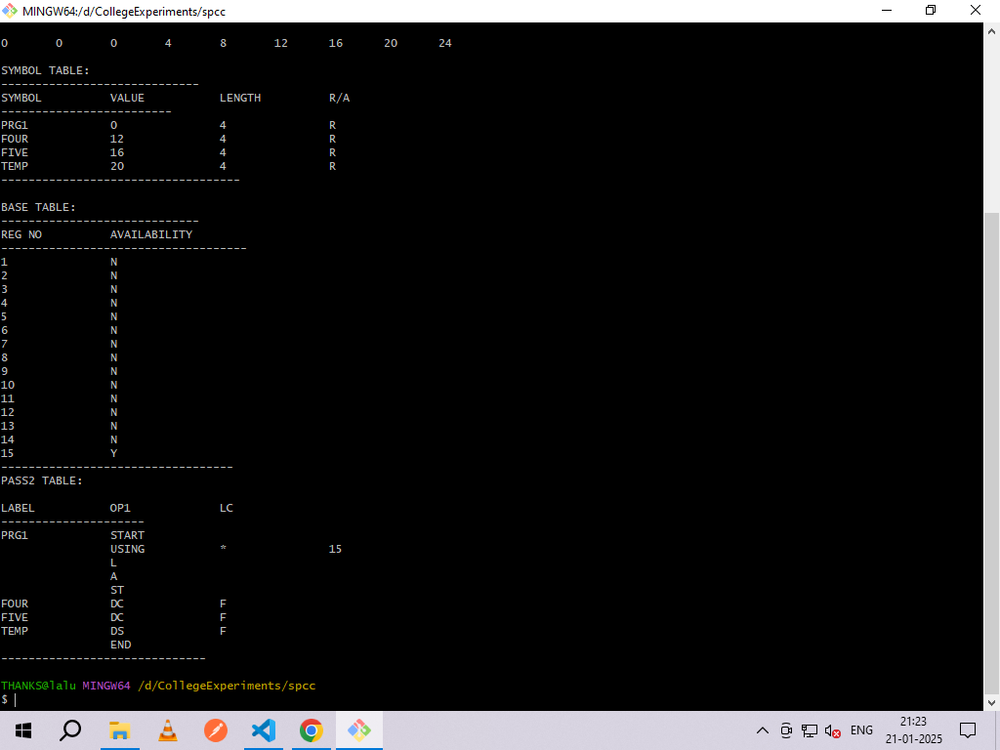 MINGW64:/d/CollegeExperiments/spcc
0 0 0 4 8 12 16 20 24
SYMBOL TABLE:
-----------------------------
SYMBOL VALUE LENGTH R/A
-------------------------
PRG1 0 4 R
FOUR 12 4 R
FIVE 16 4 R
TEMP 20 4 R
-----------------------------------
BASE TABLE:
-----------------------------
REG NO AVAILABILITY
------------------------------------
1 N
2 N
3 N
4 N
5 N
6 N
7 N
8 N
9 N
10 N
11 N
12 N
13 N
14 N
15 Y
----------------------------------
PASS2 TABLE:
LABEL OP1 LC
---------------------
PRG1 START
USING * 15
L
A
ST
FOUR DC F
FIVE DC F
TEMP DS F
END
------------------------------
THANKS@lalu MINGW64 /d/CollegeExperiments/spcc
$
ENG
21:23
21-01-2025